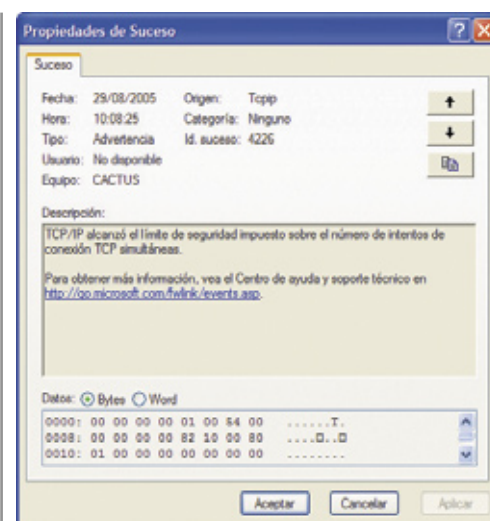 Propiedades de Suceso
Suceso
Fecha: 29/08/2005 Origen: Tcpip
Hora: 10:08:25 Categoría: Ninguno
Tipo: Advertencia Id. suceso: 4226
Usuario: No disponible
Equipo: CACTUS
Descripción:
TCP/IP alcanzó el límite de seguridad impuesto sobre el número de intentos de
conexión TCP simultáneas.
Para obtener más información, vea el Centro de ayuda y soporte técnico en
http://go.microsoft.com/fwlink/events.asp.
Datos: Bytes Word
0000: 00 00 00 00 01 00 54 00 ......T.
0008: 00 00 00 00 82 10 00 80 ....□..□
0010: 01 00 00 00 00 00 00 00 ........
Aceptar Cancelar Aplicar